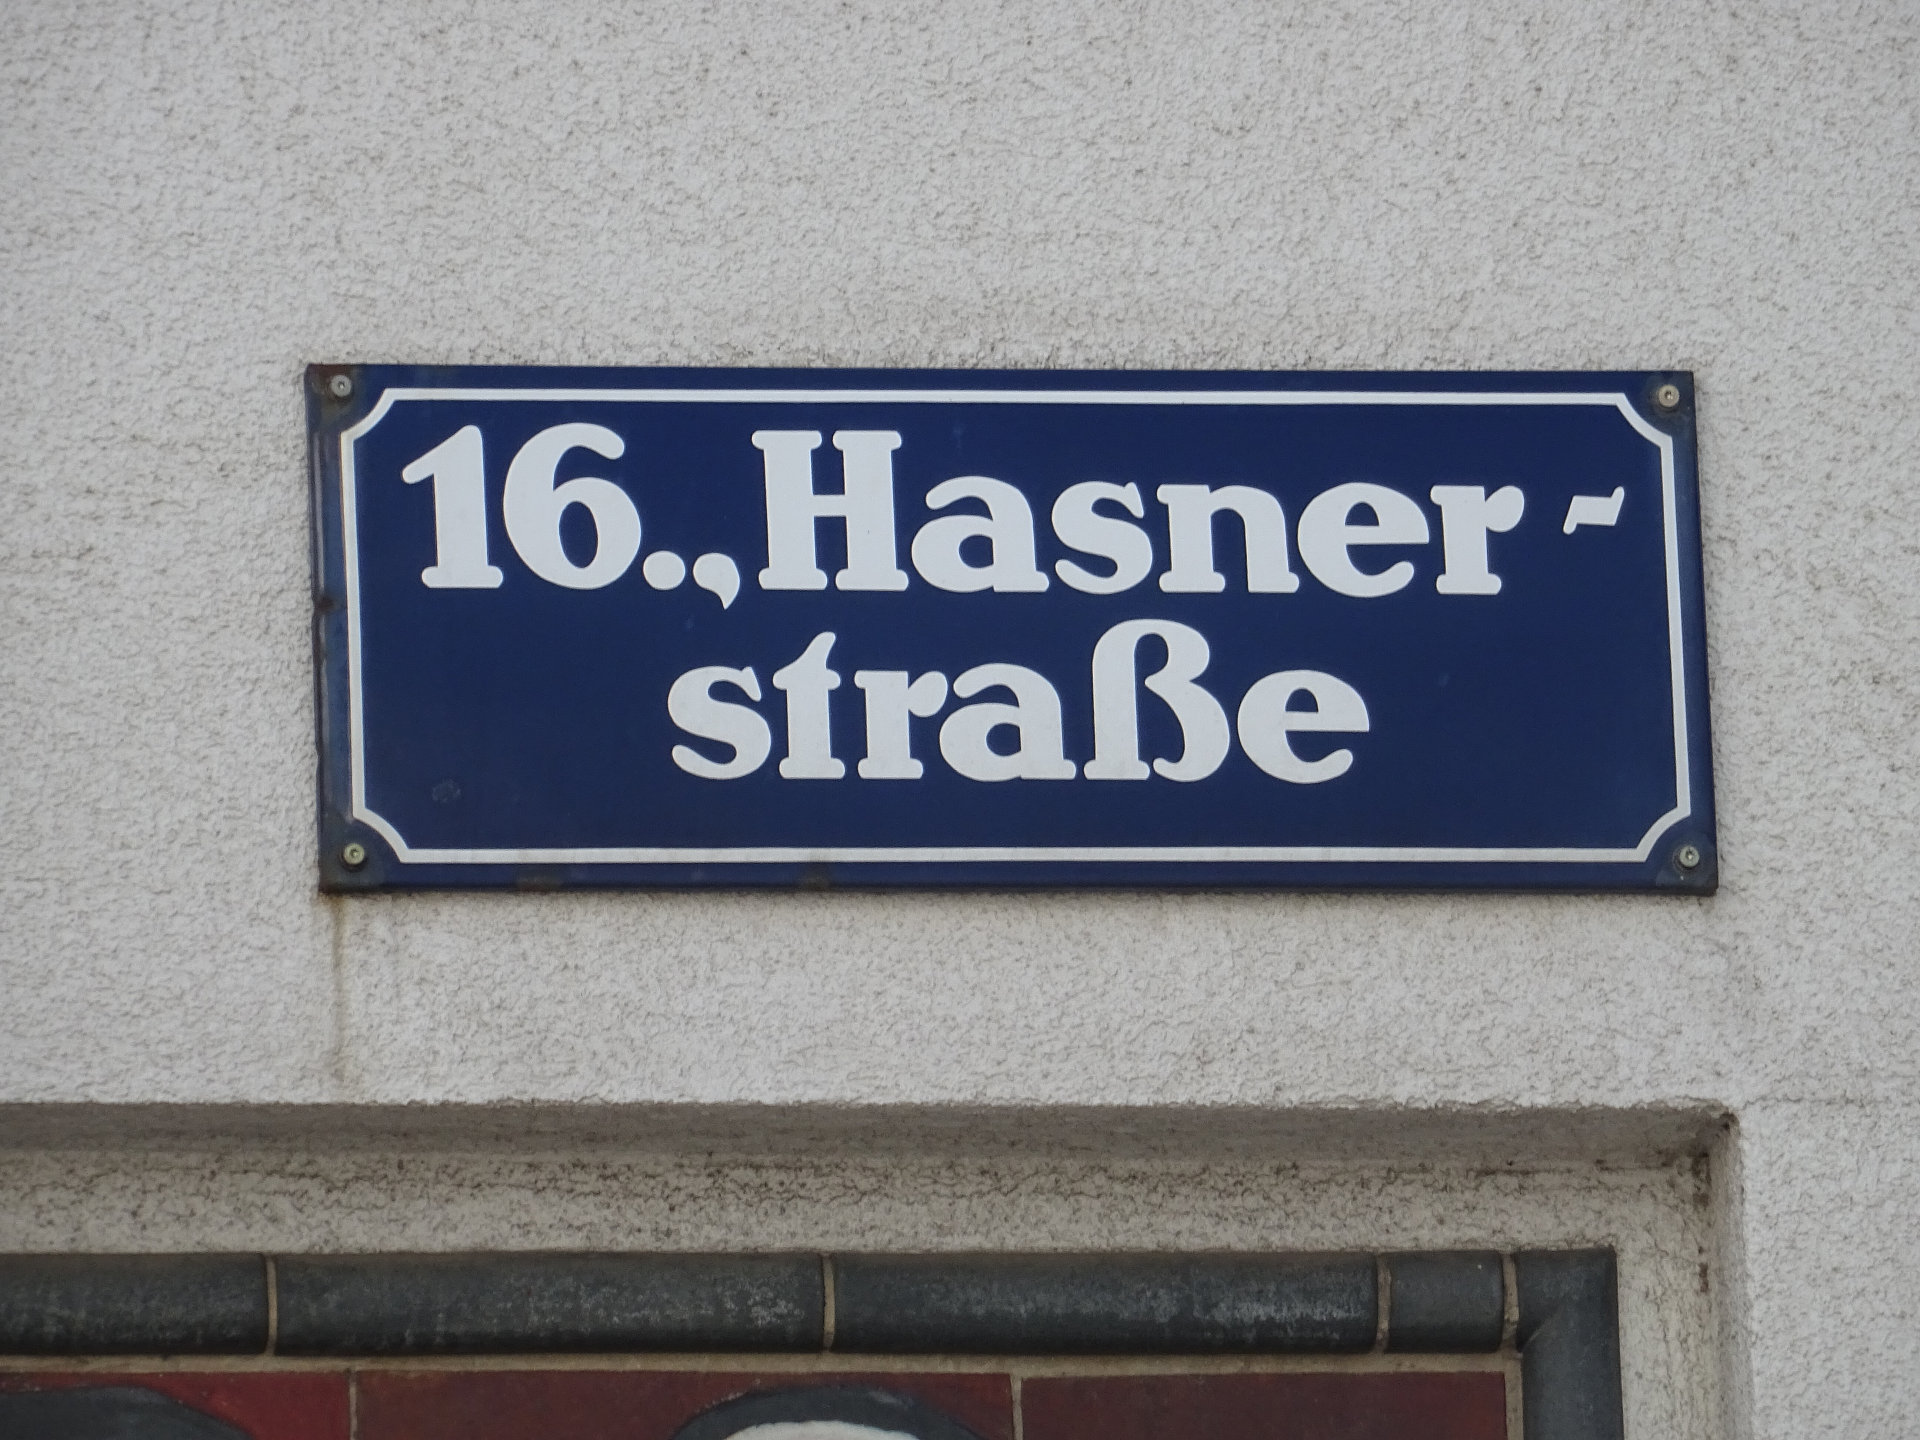 16., Hasner-
straße